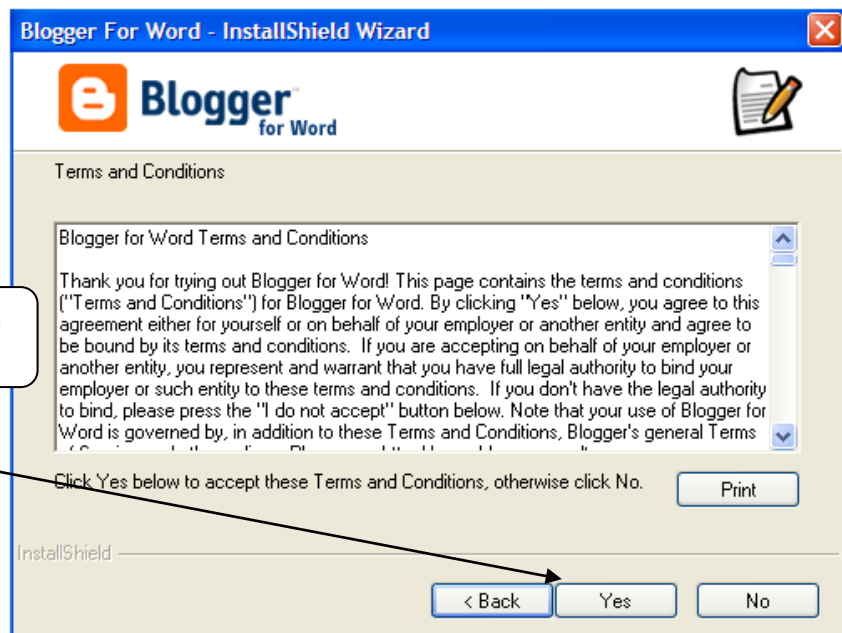 Blogger For Word - InstallShield Wizard
Blogger™
for Word
Terms and Conditions
Blogger for Word Terms and Conditions
Thank you for trying out Blogger for Word! This page contains the terms and conditions
("Terms and Conditions") for Blogger for Word. By clicking "Yes" below, you agree to this
agreement either for yourself or on behalf of your employer or another entity and agree to
be bound by its terms and conditions.  If you are accepting on behalf of your employer or
another entity, you represent and warrant that you have full legal authority to bind your
employer or such entity to these terms and conditions.  If you don't have the legal authority
to bind, please press the "I do not accept" button below. Note that your use of Blogger for
Word is governed by, in addition to these Terms and Conditions, Blogger's general Terms
Click Yes below to accept these Terms and Conditions, otherwise click No.
Print
InstallShield
< Back
Yes
No